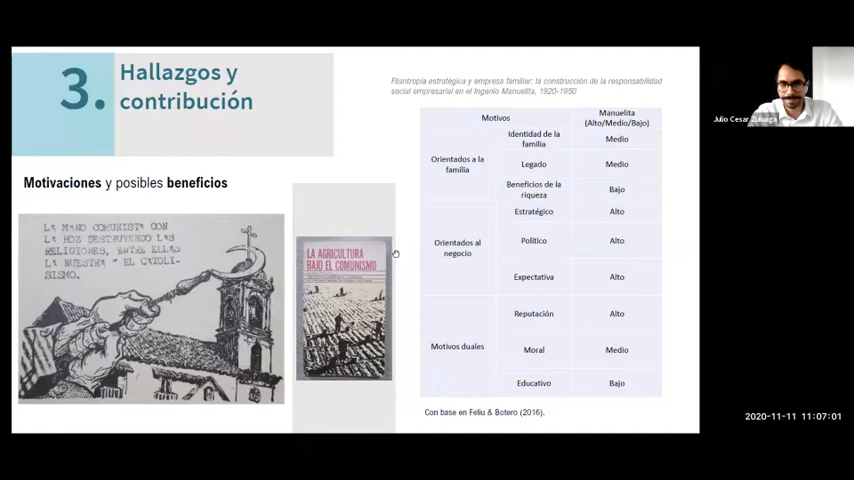 3.
Hallazgos y
contribución
Motivaciones y posibles beneficios
LA MANO COMUNISTA CON
LA HOZ DESTRUYENDO LAS
RELIGIONES, ENTRE ELLAS
LA NUESTRA "EL CATOLI-
SISMO.
LA AGRICULTURA
BAJO EL COMUNISMO
Filantropía estratégica y empresa familiar: la construcción de la responsabilidad
social empresarial en el Ingenio Manuelita, 1920-1950
Motivos
Manuelita
(Alto/Medio/Bajo)
Orientados a la
familia
Identidad de la
familia
Medio
Legado
Medio
Beneficios de la
riqueza
Bajo
Orientados al
negocio
Estratégico
Alto
Político
Alto
Expectativa
Alto
Motivos duales
Reputación
Alto
Moral
Medio
Educativo
Bajo
Con base en Feliu & Botero (2016).
Julio Cesar Zuluaga
2020-11-11 11:07:01